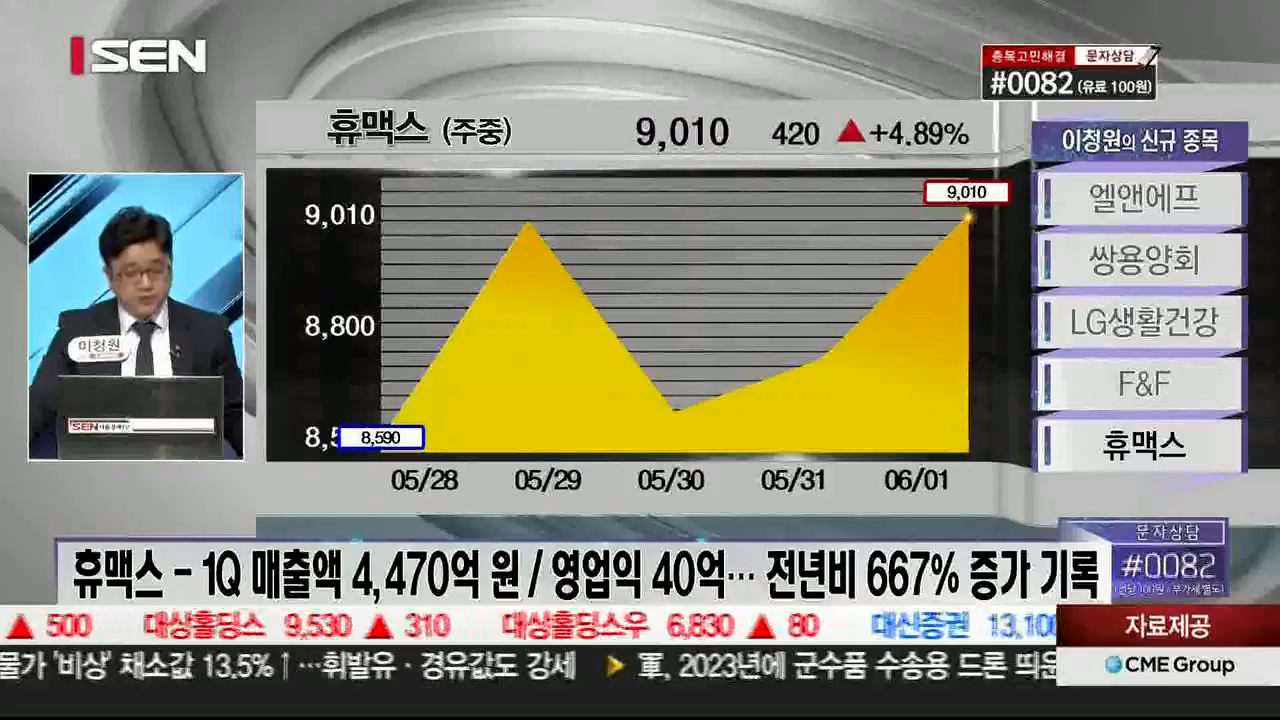 SEN
종목고민해결 문자상담
#0082 (유료 100원)
휴맥스 (주중) 9,010 420 ▲+4.89%
이청원의 신규 종목
엘앤에프
쌍용양회
LG생활건강
F&F
휴맥스
9,010
9,010
8,800
8,590
05/28 05/29 05/30 05/31 06/01
이청원
SEN
휴맥스 - 1Q 매출액 4,470억 원 / 영업익 40억… 전년비 667% 증가 기록
문자상담
#0082
▲ 500 대상홀딩스 9,530 ▲ 310 대상홀딩스우 6,830 ▲ 80 대신증권 13,10
자료제공
물가 '비상' 채소값 13.5%↑…휘발유·경유값도 강세 ▶ 軍, 2023년에 군수품 수송용 드론 띄운
CME Group